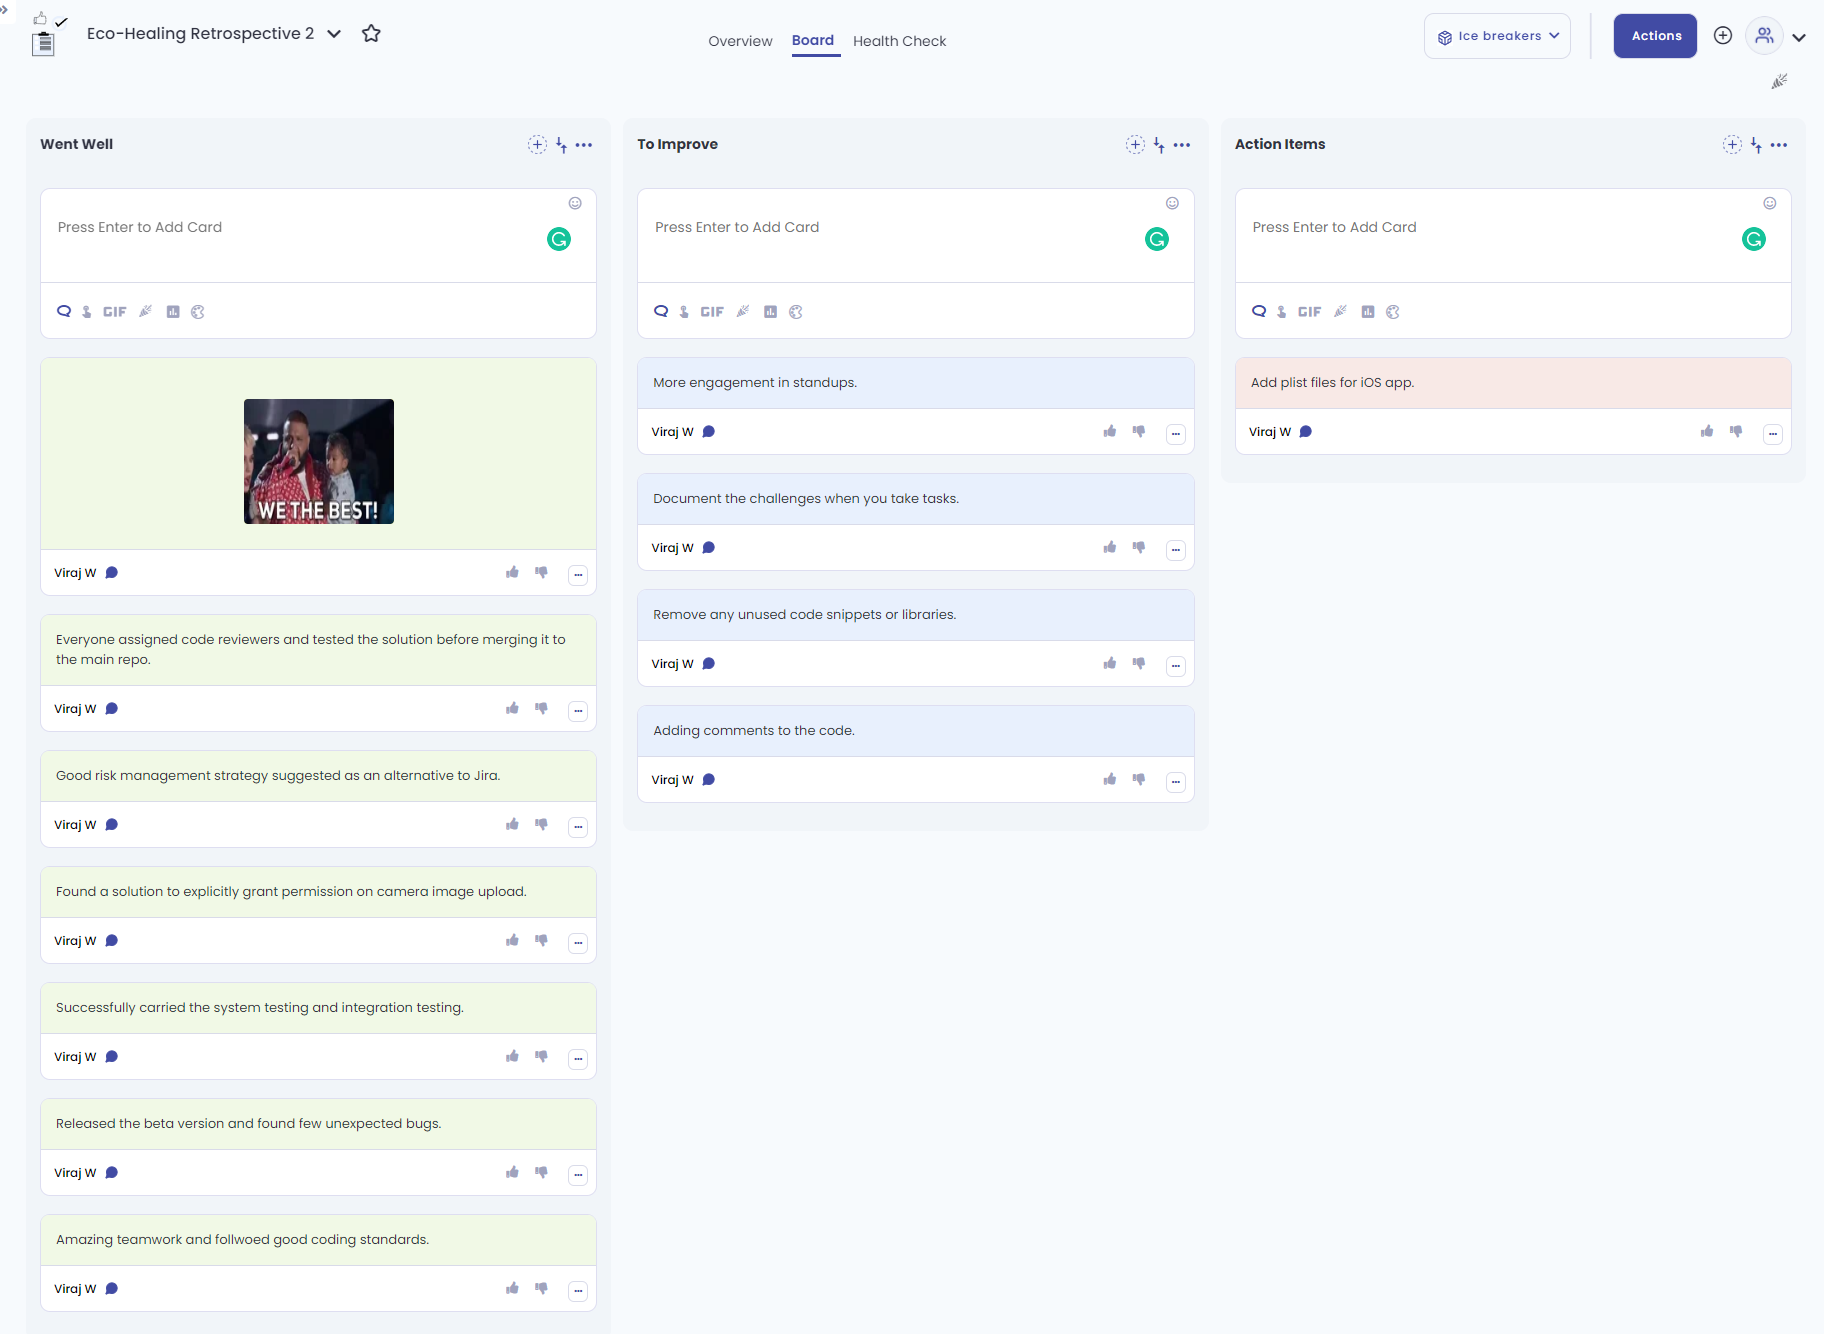 Eco-Healing Retrospective 2
Overview
Board
Health Check
Ice breakers
Actions
Went Well
Press Enter to Add Card
GIF
WE THE BEST!
Viraj W
Everyone assigned code reviewers and tested the solution before merging it to
the main repo.
Viraj W
Good risk management strategy suggested as an alternative to Jira.
Viraj W
Found a solution to explicitly grant permission on camera image upload.
Viraj W
Successfully carried the system testing and integration testing.
Viraj W
Released the beta version and found few unexpected bugs.
Viraj W
Amazing teamwork and follwoed good coding standards.
Viraj W
To Improve
Press Enter to Add Card
GIF
More engagement in standups.
Viraj W
Document the challenges when you take tasks.
Viraj W
Remove any unused code snippets or libraries.
Viraj W
Adding comments to the code.
Viraj W
Action Items
Press Enter to Add Card
GIF
Add plist files for iOS app.
Viraj W